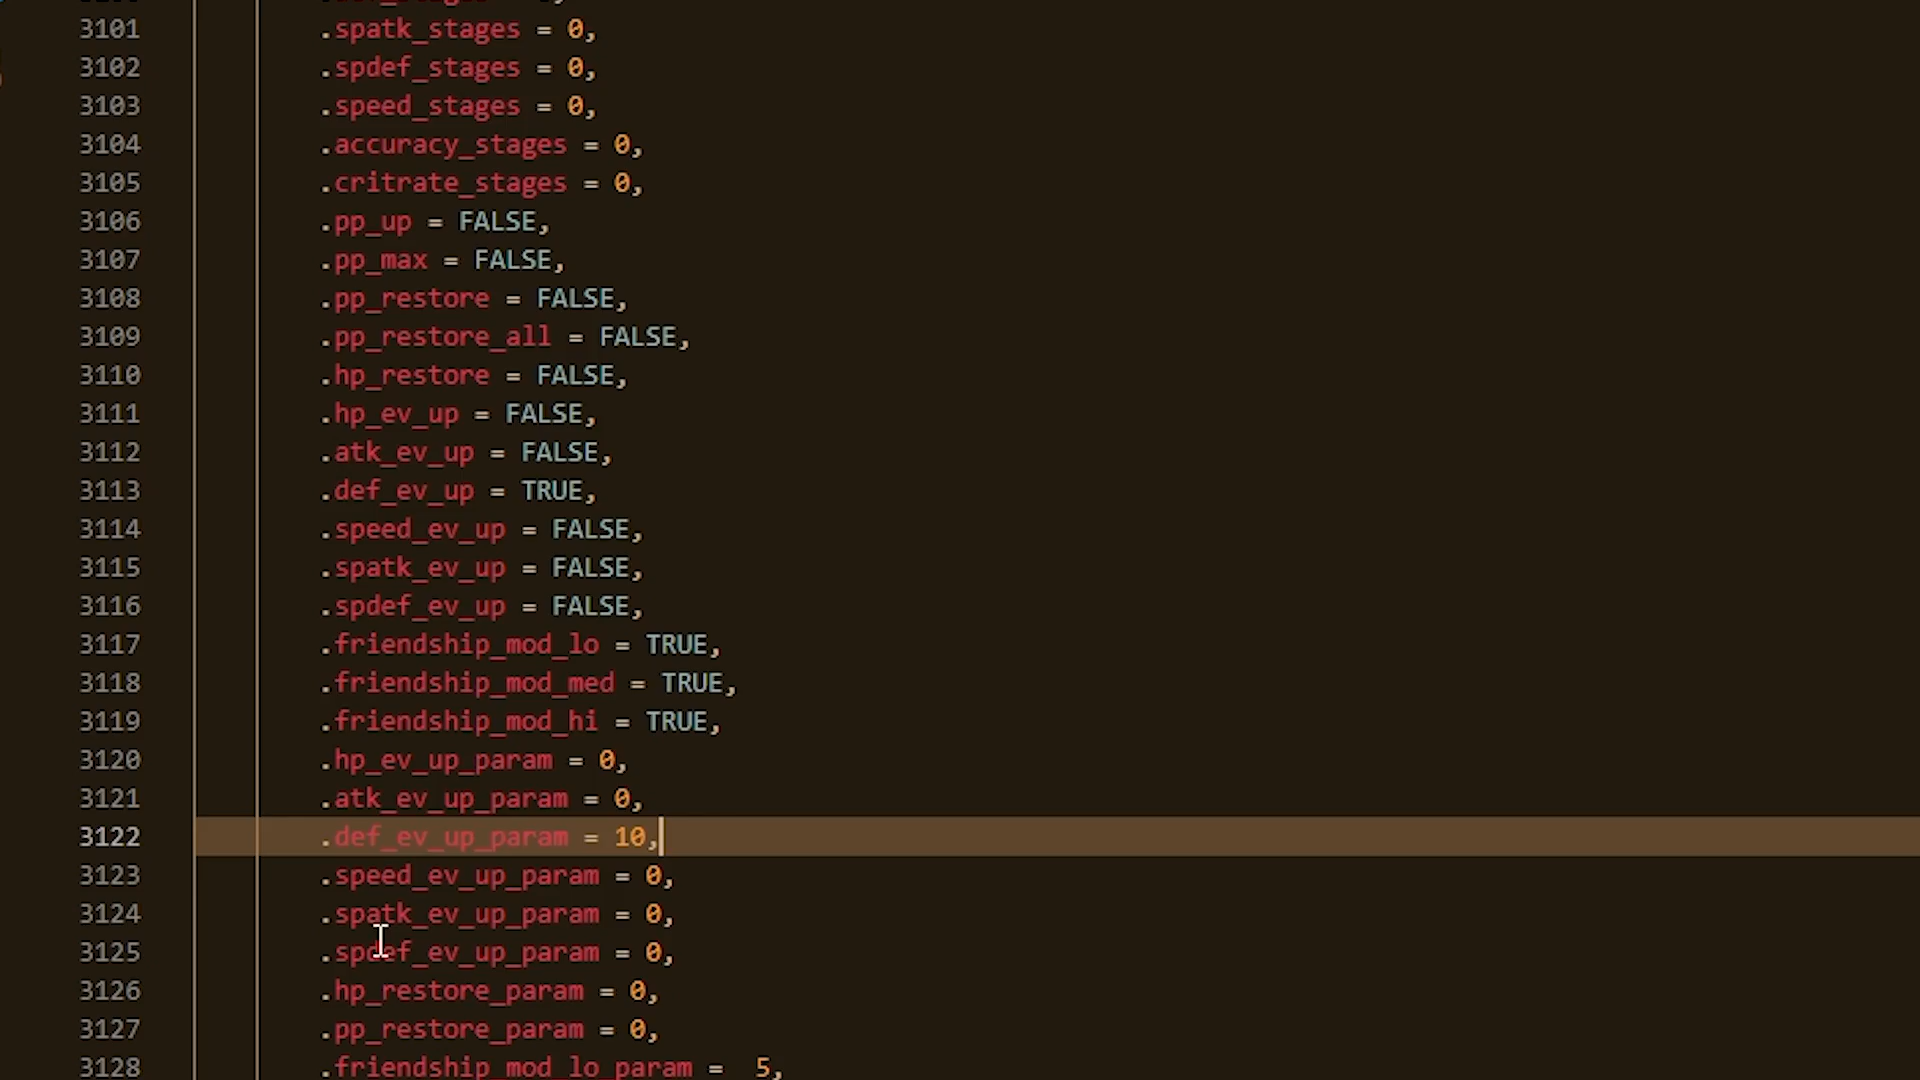 3101 .spatk_stages = 0,
3102 .spdef_stages = 0,
3103 .speed_stages = 0,
3104 .accuracy_stages = 0,
3105 .critrate_stages = 0,
3106 .pp_up = FALSE,
3107 .pp_max = FALSE,
3108 .pp_restore = FALSE,
3109 .pp_restore_all = FALSE,
3110 .hp_restore = FALSE,
3111 .hp_ev_up = FALSE,
3112 .atk_ev_up = FALSE,
3113 .def_ev_up = TRUE,
3114 .speed_ev_up = FALSE,
3115 .spatk_ev_up = FALSE,
3116 .spdef_ev_up = FALSE,
3117 .friendship_mod_lo = TRUE,
3118 .friendship_mod_med = TRUE,
3119 .friendship_mod_hi = TRUE,
3120 .hp_ev_up_param = 0,
3121 .atk_ev_up_param = 0,
3122 .def_ev_up_param = 10,
3123 .speed_ev_up_param = 0,
3124 .spatk_ev_up_param = 0,
3125 .spdef_ev_up_param = 0,
3126 .hp_restore_param = 0,
3127 .pp_restore_param = 0,
3128 .friendship_mod_lo_param =  5,